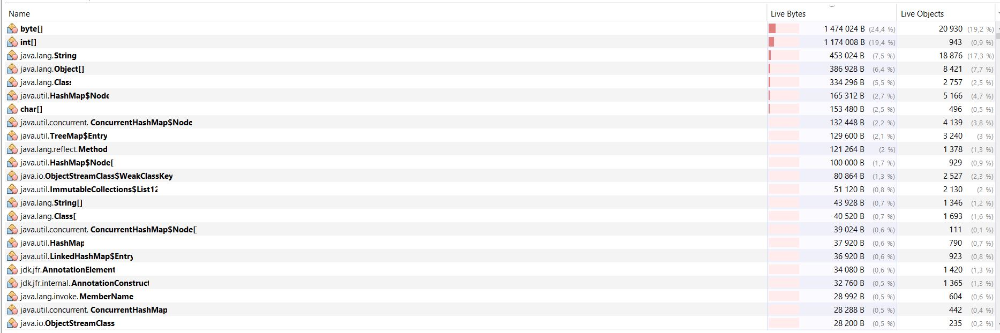 Name Live Bytes Live Objects
byte[] 1 474 024 B (24,4 %) 20 930 (19,2 %)
int[] 1 174 008 B (19,4 %) 943 (0,9 %)
java.lang.String 453 024 B (7,5 %) 18 876 (17,3 %)
java.lang.Object[] 386 928 B (6,4 %) 8 421 (7,7 %)
java.lang.Class 334 296 B (5,5 %) 2 757 (2,5 %)
java.util.HashMap$Node 165 312 B (2,7 %) 5 166 (4,7 %)
char[] 153 480 B (2,5 %) 496 (0,5 %)
java.util.concurrent. ConcurrentHashMap$Node 132 448 B (2,2 %) 4 139 (3,8 %)
java.util.TreeMap$Entry 129 600 B (2,1 %) 3 240 (3 %)
java.lang.reflect.Method 121 264 B (2 %) 1 378 (1,3 %)
java.util.HashMap$Node[ 100 000 B (1,7 %) 929 (0,9 %)
java.io.ObjectStreamClass$WeakClassKey 80 864 B (1,3 %) 2 527 (2,3 %)
java.util.ImmutableCollections$List12 51 120 B (0,8 %) 2 130 (2 %)
java.lang.String[] 43 928 B (0,7 %) 1 346 (1,2 %)
java.lang.Class[ 40 520 B (0,7 %) 1 693 (1,6 %)
java.util.concurrent. ConcurrentHashMap$Node[ 39 024 B (0,6 %) 111 (0,1 %)
java.util.HashMap 37 920 B (0,6 %) 790 (0,7 %)
java.util.LinkedHashMap$Entry 36 920 B (0,6 %) 923 (0,8 %)
jdk.jfr.AnnotationElement 34 080 B (0,6 %) 1 420 (1,3 %)
jdk.jfr.internal.AnnotationConstruct 32 760 B (0,5 %) 1 365 (1,3 %)
java.lang.invoke.MemberName 28 992 B (0,5 %) 604 (0,6 %)
java.util.concurrent. ConcurrentHashMap 28 288 B (0,5 %) 442 (0,4 %)
java.io.ObjectStreamClass 28 200 B (0,5 %) 235 (0,2 %)